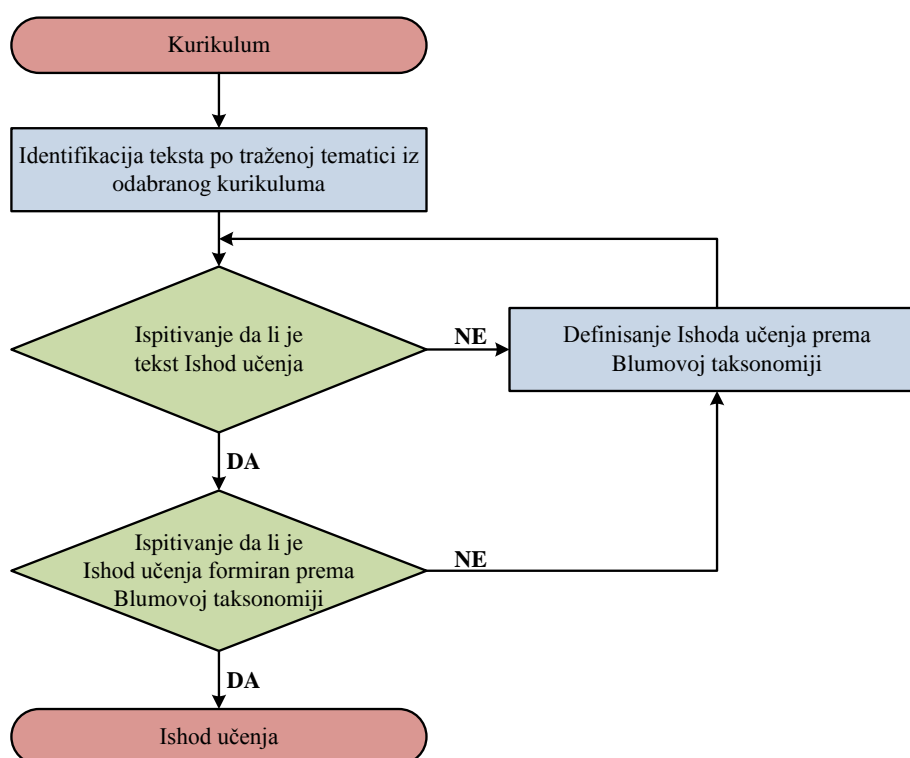 Kurikulum
Identifikacija teksta po traženoj tematici iz
odabranog kurikuluma
Ispitivanje da li je
tekst Ishod učenja
NE
Definisanje Ishoda učenja prema
Blumovoj taksonomiji
DA
Ispitivanje da li je
Ishod učenja formiran prema
Blumovoj taksonomiji
NE
DA
Ishod učenja